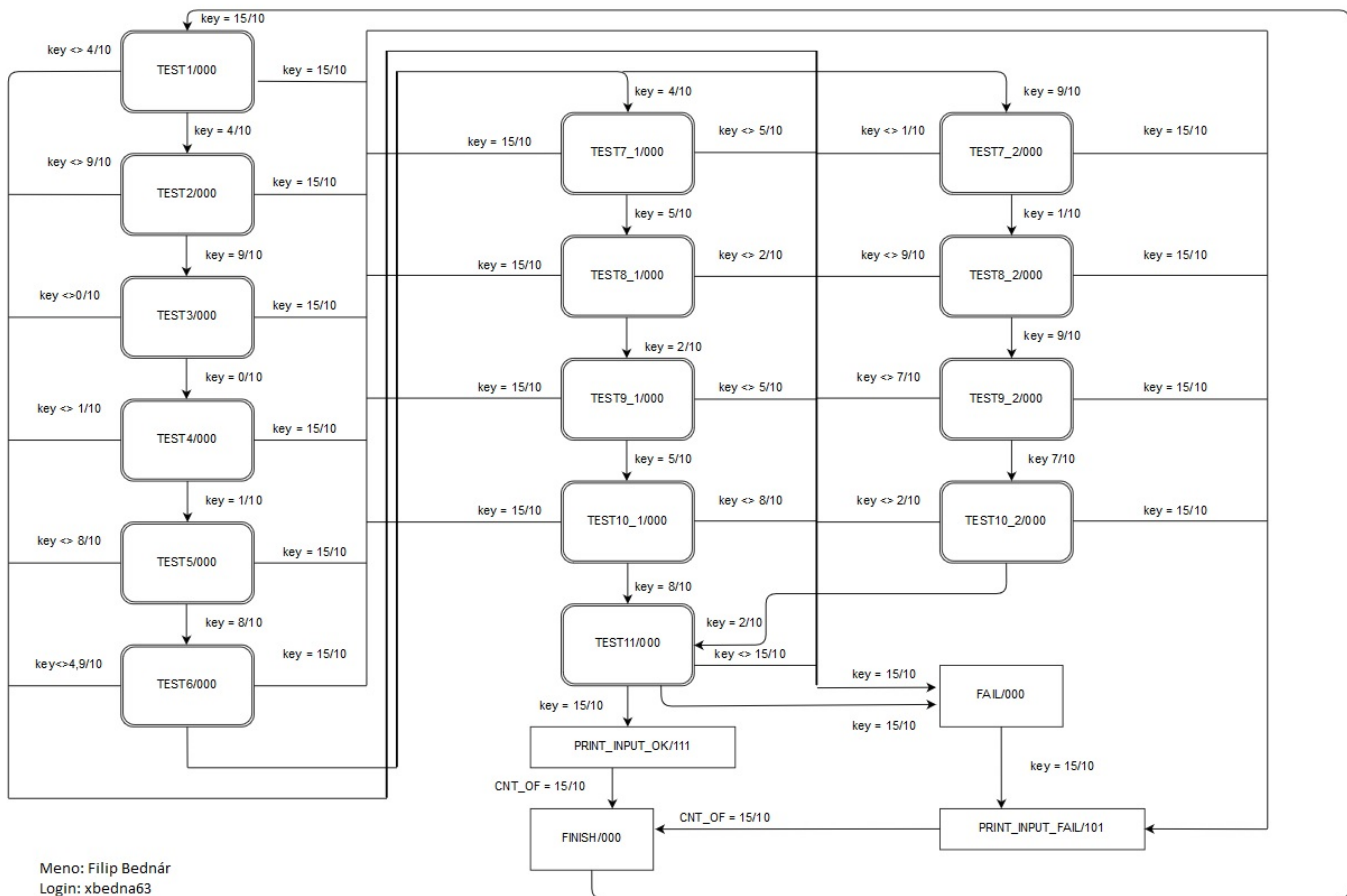 key = 15/10
key <> 4/10
TEST1/000
key = 15/10
key = 4/10
key <> 9/10
TEST2/000
key = 15/10
key = 9/10
key <>0/10
TEST3/000
key = 15/10
key = 0/10
key <> 1/10
TEST4/000
key = 15/10
key = 1/10
key <> 8/10
TEST5/000
key = 15/10
key = 8/10
key<>4,9/10
TEST6/000
key = 15/10
key = 4/10
key = 15/10
TEST7_1/000
key <> 5/10
key = 5/10
key = 15/10
TEST8_1/000
key <> 2/10
key = 2/10
key = 15/10
TEST9_1/000
key <> 5/10
key = 5/10
key = 15/10
TEST10_1/000
key <> 8/10
key = 8/10
TEST11/000
key = 2/10
key <> 15/10
key = 15/10
key = 9/10
key <> 1/10
TEST7_2/000
key = 15/10
key = 1/10
key <> 9/10
TEST8_2/000
key = 15/10
key = 9/10
key <> 7/10
TEST9_2/000
key = 15/10
key 7/10
key <> 2/10
TEST10_2/000
key = 15/10
key = 15/10
FAIL/000
key = 15/10
PRINT_INPUT_OK/111
key = 15/10
CNT_OF = 15/10
CNT_OF = 15/10
PRINT_INPUT_FAIL/101
FINISH/000
Meno: Filip Bednár
Login: xbedna63